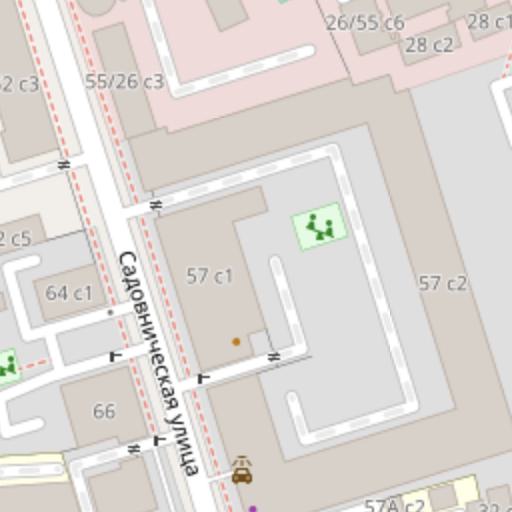 26/55 с6
28 с1
28 с2
55/26 с3
52 с3
2 с5
57 с1
57 с2
64 с1
Садовническая улица
66
57А с2